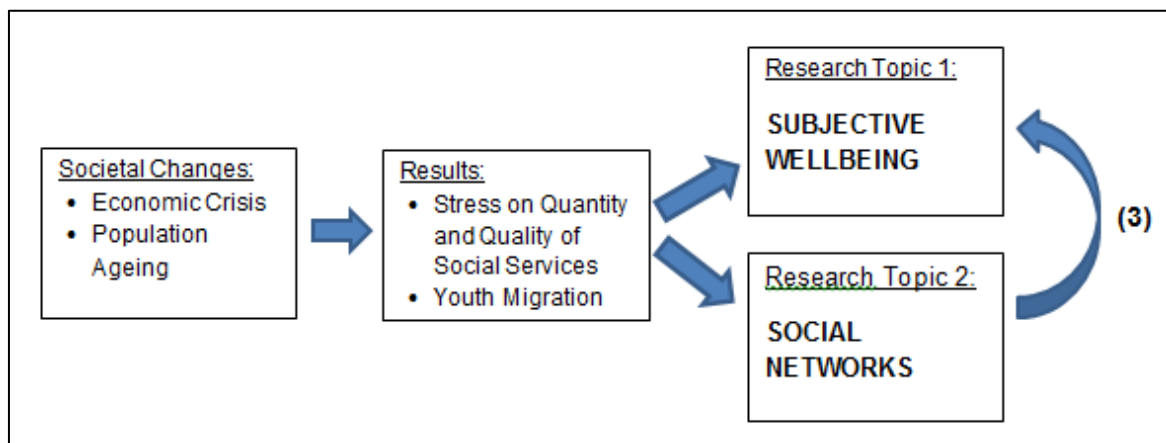 Societal Changes:
• Economic Crisis
• Population
Ageing
Results:
• Stress on Quantity
and Quality of
Social Services
• Youth Migration
Research Topic 1:
SUBJECTIVE
WELLBEING
Research Topic 2:
SOCIAL
NETWORKS
(3)